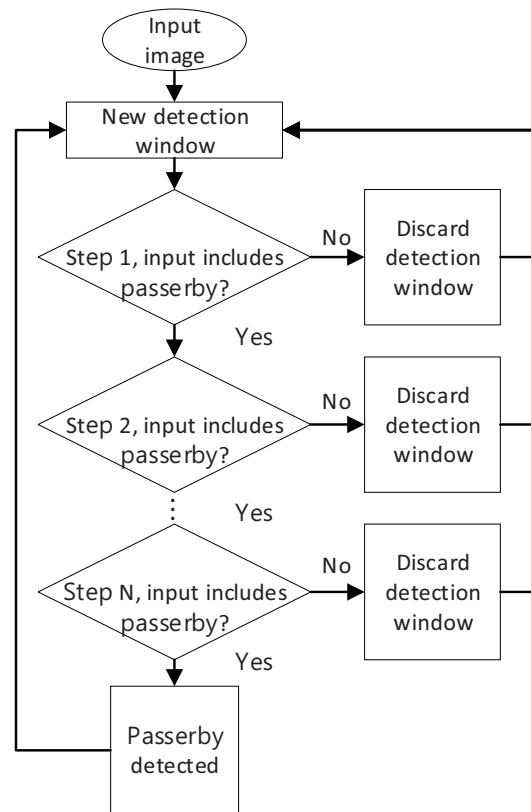 Input
image
New detection
window
Step 1, input includes
passerby?
No
Discard
detection
window
Yes
Step 2, input includes
passerby?
No
Discard
detection
window
Yes
Step N, input includes
passerby?
No
Discard
detection
window
Yes
Passerby
detected